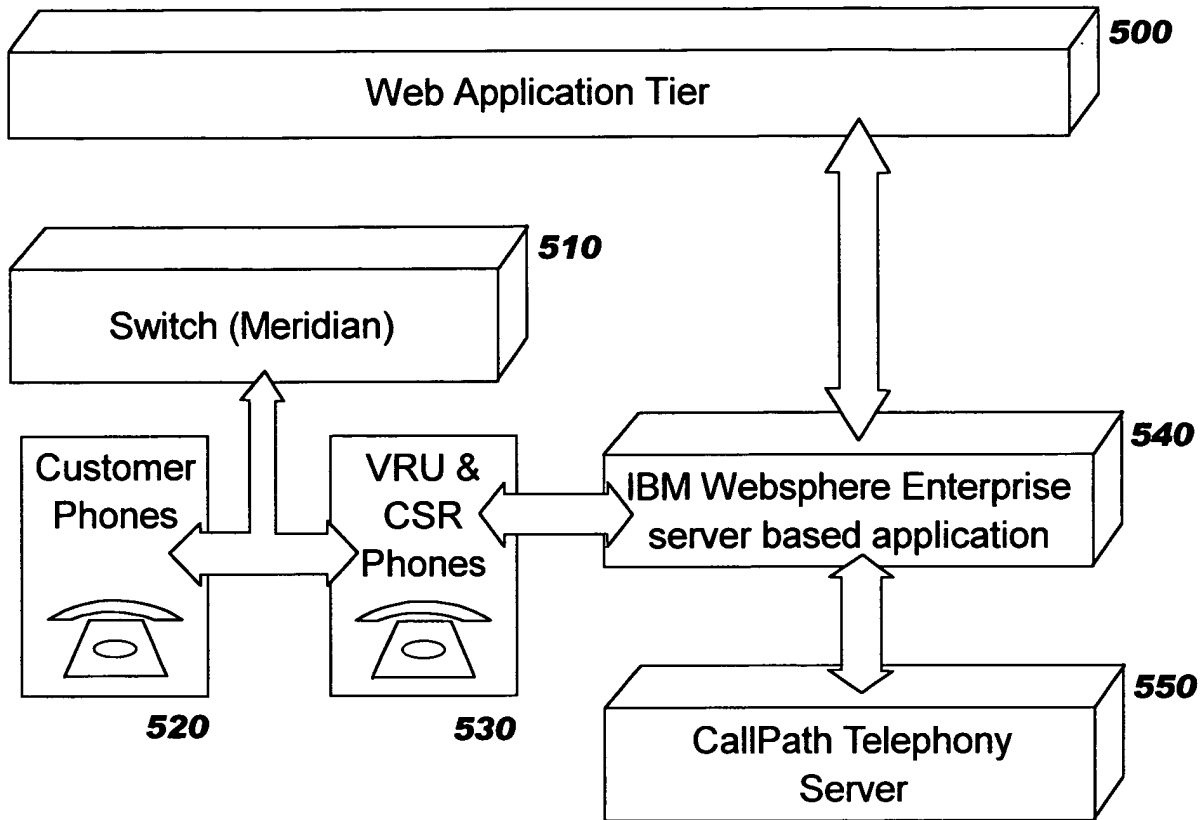 500
Web Application Tier
510
Switch (Meridian)
540
Customer
Phones
VRU &
CSR
Phones
IBM Websphere Enterprise
server based application
520
530
550
CallPath Telephony
Server